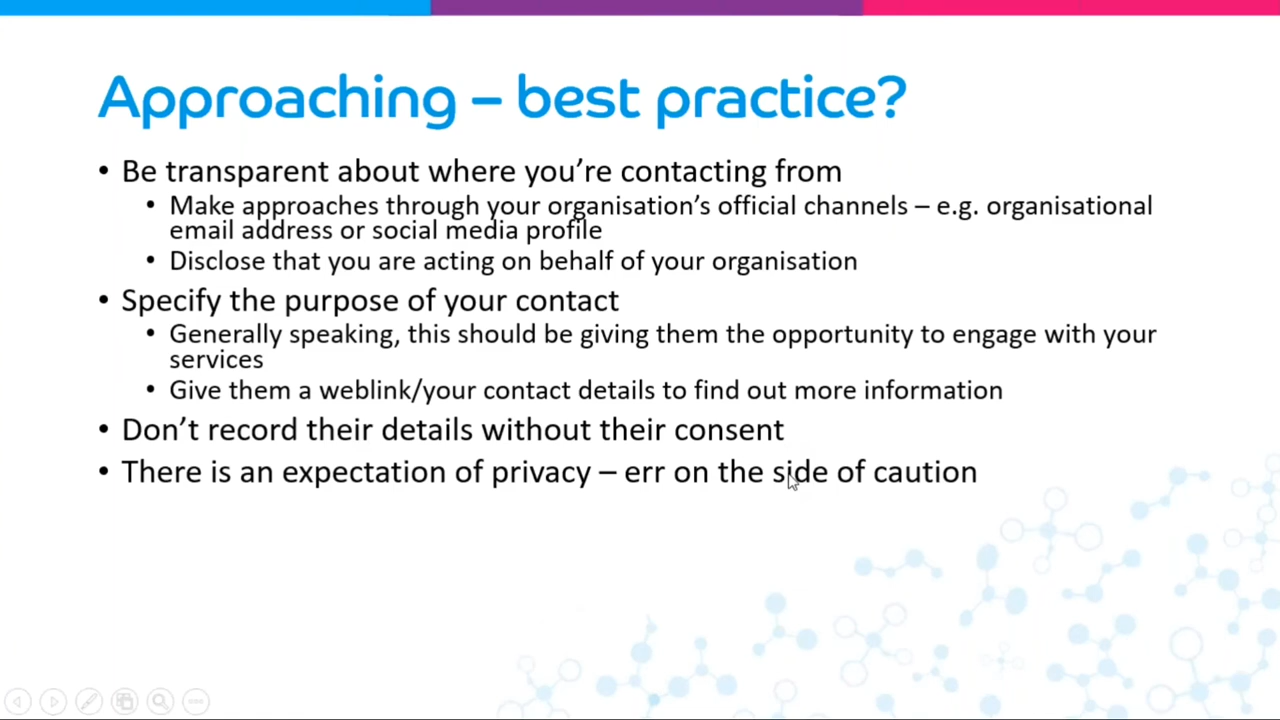 Approaching – best practice?
• Be transparent about where you’re contacting from
• Make approaches through your organisation’s official channels – e.g. organisational
email address or social media profile
• Disclose that you are acting on behalf of your organisation
• Specify the purpose of your contact
• Generally speaking, this should be giving them the opportunity to engage with your
services
• Give them a weblink/your contact details to find out more information
• Don’t record their details without their consent
• There is an expectation of privacy – err on the side of caution